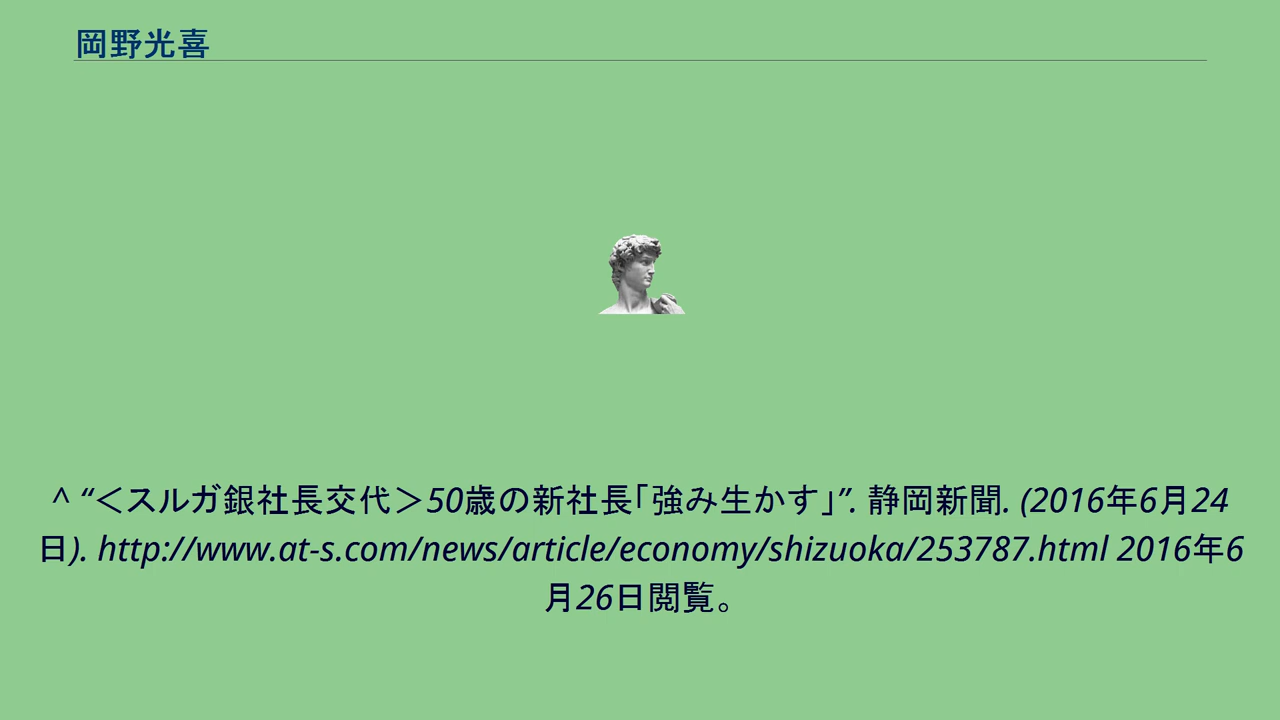 岡野光喜
^ “＜スルガ銀社長交代＞50歳の新社長「強み生かす」”. 静岡新聞. (2016年6月24
日). http://www.at-s.com/news/article/economy/shizuoka/253787.html 2016年6
月26日閲覧。